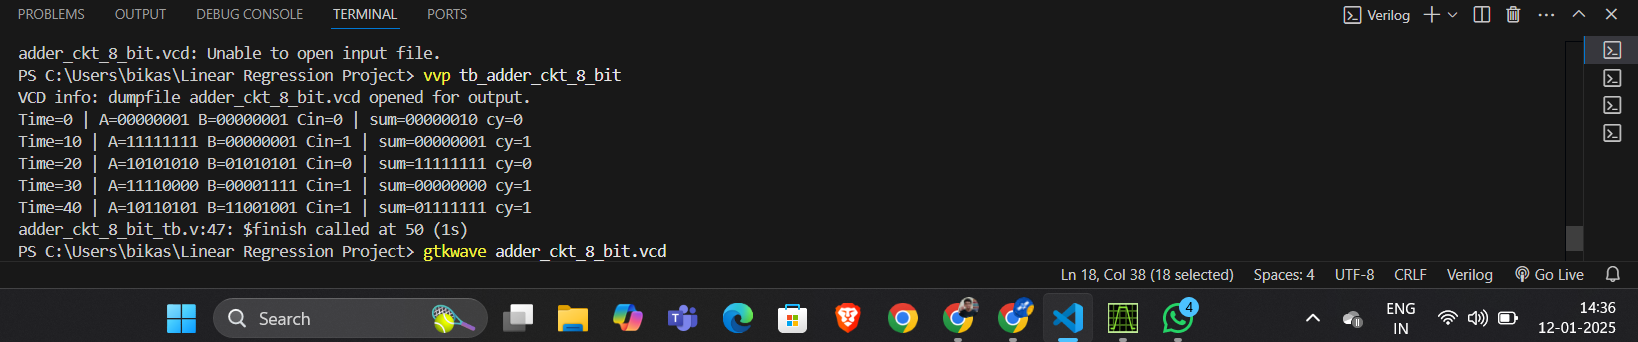 PROBLEMS OUTPUT DEBUG CONSOLE TERMINAL PORTS Verilog
adder_ckt_8_bit.vcd: Unable to open input file.
PS C:\Users\bikas\Linear Regression Project> vvp tb_adder_ckt_8_bit
VCD info: dumpfile adder_ckt_8_bit.vcd opened for output.
Time=0 | A=00000001 B=00000001 Cin=0 | sum=00000010 cy=0
Time=10 | A=11111111 B=00000001 Cin=1 | sum=00000001 cy=1
Time=20 | A=10101010 B=01010101 Cin=0 | sum=11111111 cy=0
Time=30 | A=11110000 B=00001111 Cin=1 | sum=00000000 cy=1
Time=40 | A=10110101 B=11001001 Cin=1 | sum=01111111 cy=1
adder_ckt_8_bit_tb.v:47: $finish called at 50 (1s)
PS C:\Users\bikas\Linear Regression Project> gtkwave adder_ckt_8_bit.vcd
Ln 18, Col 38 (18 selected) Spaces: 4 UTF-8 CRLF Verilog Go Live
Search 4 ENG 14:36
IN 12-01-2025